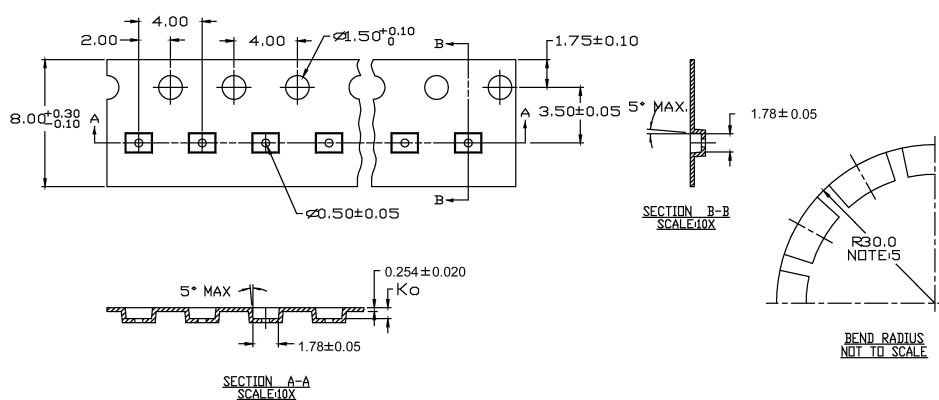 4.00
2.00
4.00
Ø1.50+0.10 0
B
1.75±0.10
8.00+0.30 -0.10
A
A
3.50±0.05
B
Ø0.50±0.05
5° MAX.
1.78±0.05
SECTION B-B
SCALE:10X
R30.0
NOTE:5
BEND RADIUS
NOT TO SCALE
5° MAX
0.254±0.020
Ko
1.78±0.05
SECTION A-A
SCALE:10X